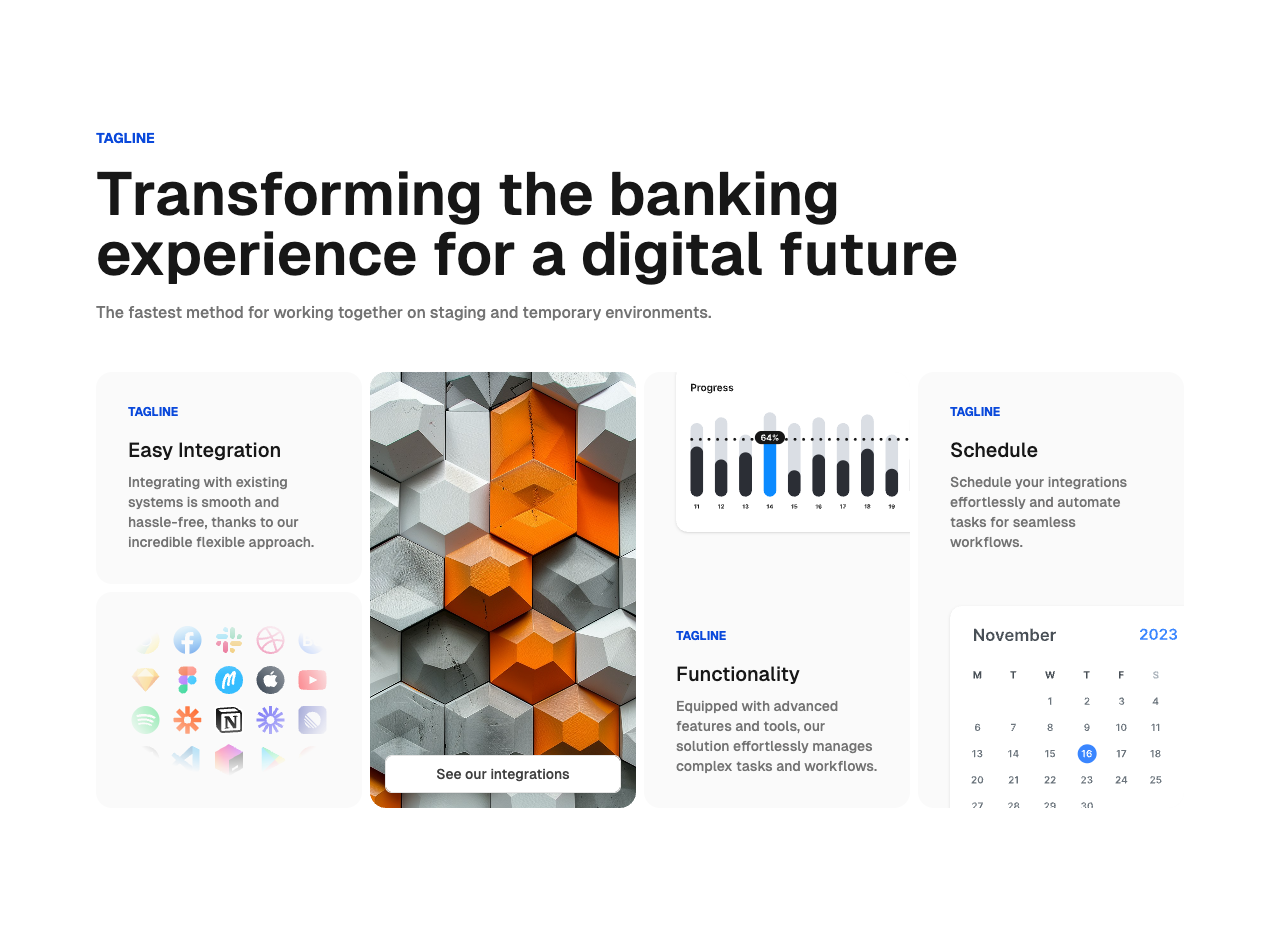 TAGLINE
Transforming the banking
experience for a digital future
The fastest method for working together on staging and temporary environments.
TAGLINE
Easy Integration
Integrating with existing
systems is smooth and
hassle-free, thanks to our
incredible flexible approach.
See our integrations
Progress
64%
11 12 13 14 15 16 17 18 19
TAGLINE
Functionality
Equipped with advanced
features and tools, our
solution effortlessly manages
complex tasks and workflows.
TAGLINE
Schedule
Schedule your integrations
effortlessly and automate
tasks for seamless
workflows.
November 2023
M T W T F S
1 2 3 4
6 7 8 9 10 11
13 14 15 16 17 18
20 21 22 23 24 25
27 28 29 30